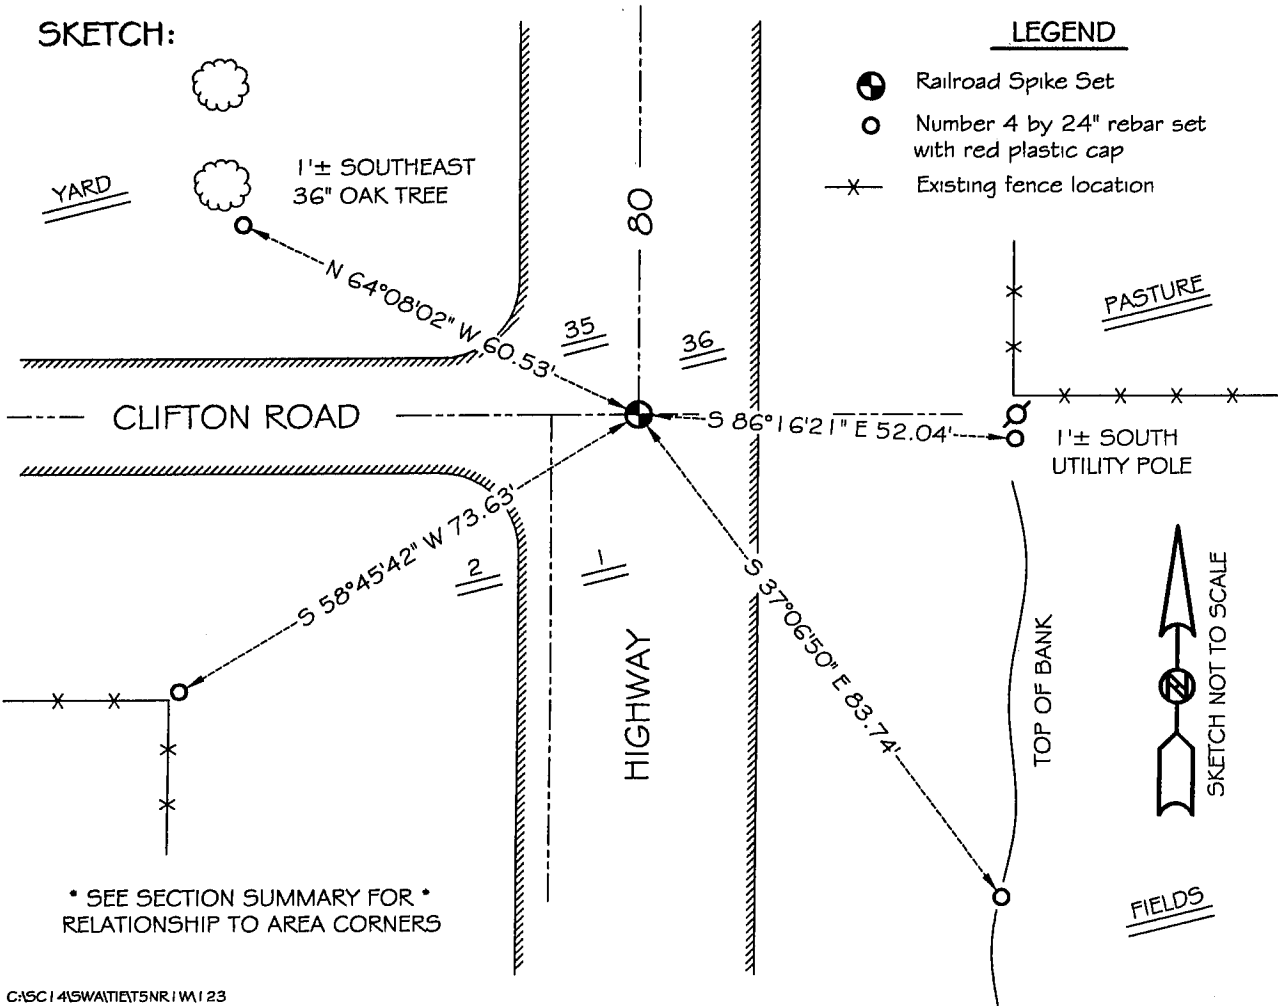 SKETCH:
LEGEND
Railroad Spike Set
Number 4 by 24" rebar set
with red plastic cap
Existing fence location
1'± SOUTHEAST
36" OAK TREE
YARD
80
N 64°08'02" W 60.53'
35
36
PASTURE
CLIFTON ROAD
S 86°16'21" E 52.04'
1'± SOUTH
UTILITY POLE
S 58°45'42" W 73.63'
2
1
S 37°06'50" E 83.74'
HIGHWAY
TOP OF BANK
N
SKETCH NOT TO SCALE
* SEE SECTION SUMMARY FOR *
RELATIONSHIP TO AREA CORNERS
FIELDS
C:\SC14\SWA\TIE\T5NR1W\123